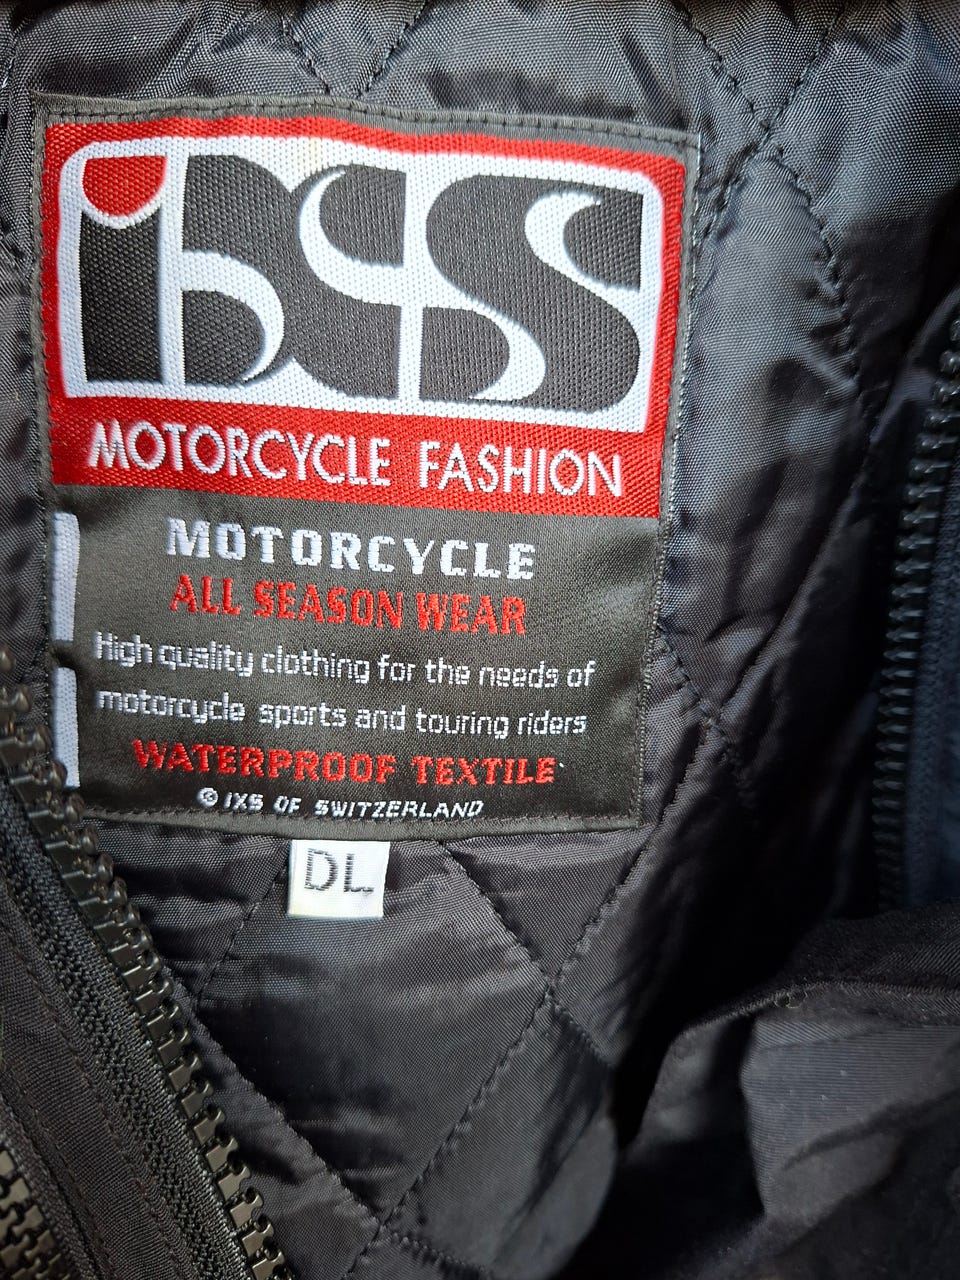 ixs
MOTORCYCLE FASHION
MOTORCYCLE
ALL SEASON WEAR
High quality clothing for the needs of
motorcycle sports and touring riders
WATERPROOF TEXTILE
© IXS OF SWITZERLAND
DL